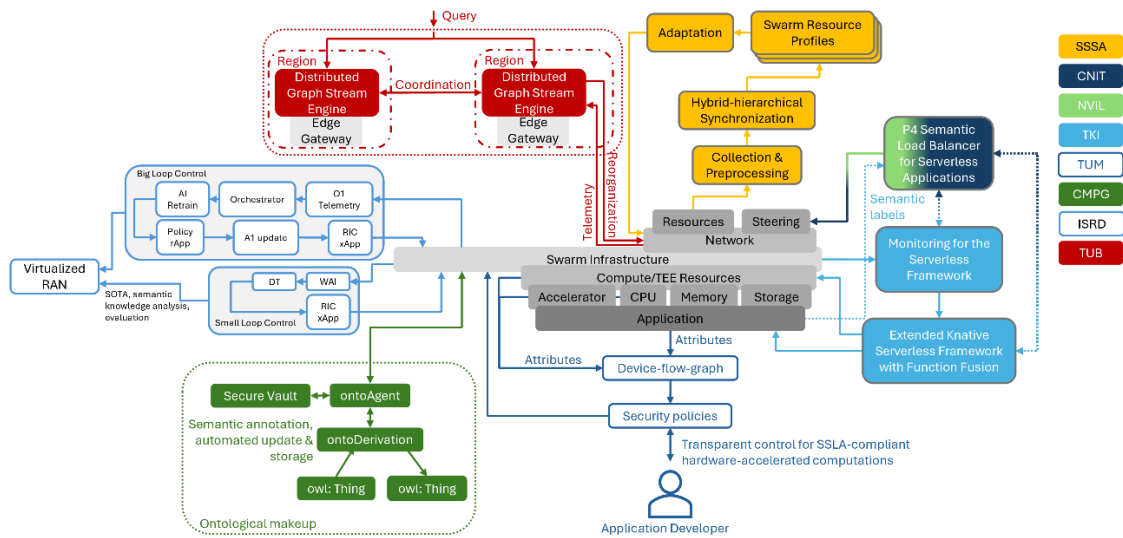 Query
Region
Distributed
Graph Stream
Engine
Edge
Gateway
Coordination
Region
Distributed
Graph Stream
Engine
Edge
Gateway
Telemetry
Reorganization
Adaptation
Swarm Resource
Profiles
Hybrid-hierarchical
Synchronization
Collection &
Preprocessing
SSSA
CNIT
NVIL
TKI
TUM
CMPG
ISRD
TUB
P4 Semantic
Load Balancer
for Serverless
Applications
Semantic
labels
Monitoring for the
Serverless
Framework
Extended Knative
Serverless Framework
with Function Fusion
Big Loop Control
AI
Retrain
Orchestrator
O1
Telemetry
Policy
rApp
A1 update
RIC
xApp
Virtualized
RAN
SOTA, semantic
knowledge analysis,
evaluation
DT
WAI
RIC
xApp
Small Loop Control
Resources
Steering
Network
Swarm Infrastructure
Compute/TEE Resources
Accelerator
CPU
Memory
Storage
Application
Attributes
Attributes
Device-flow-graph
Security policies
Transparent control for SSLA-compliant
hardware-accelerated computations
Application Developer
Secure Vault
ontoAgent
Semantic annotation,
automated update &
storage
ontoDerivation
owl: Thing
owl: Thing
Ontological makeup